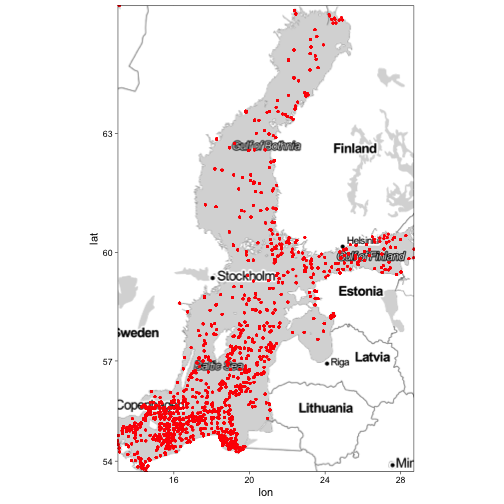 63
Gulf of Bothnia
Finland
lat
60
Helsinki
Gulf of Finland
Stockholm
Estonia
Sweden
57
Baltic Sea
Riga
Latvia
Copenhagen
Lithuania
54
Min
16
20
24
28
lon